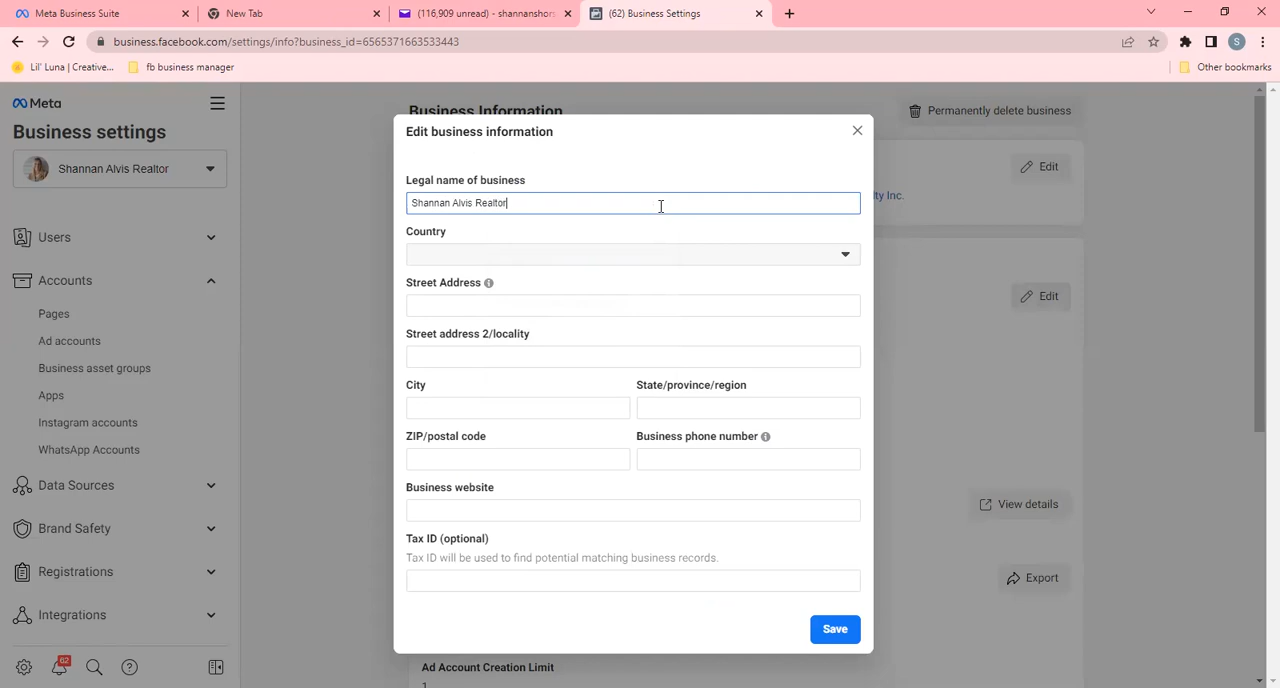 Meta Business Suite
New Tab
(116,909 unread) - shannanshors
(62) Business Settings
business.facebook.com/settings/info?business_id=6565371663533443
S
Lil' Luna | Creative...
fb business manager
Other bookmarks
Meta
Business settings
Shannan Alvis Realtor
Users
Accounts
Pages
Ad accounts
Business asset groups
Apps
Instagram accounts
WhatsApp Accounts
Data Sources
Brand Safety
Registrations
Integrations
62
Business Information
Permanently delete business
Edit
lty Inc.
Edit
View details
Export
Ad Account Creation Limit
1
Edit business information
Legal name of business
Shannan Alvis Realtor
Country
Street Address
Street address 2/locality
City
State/province/region
ZIP/postal code
Business phone number
Business website
Tax ID (optional)
Tax ID will be used to find potential matching business records.
Save